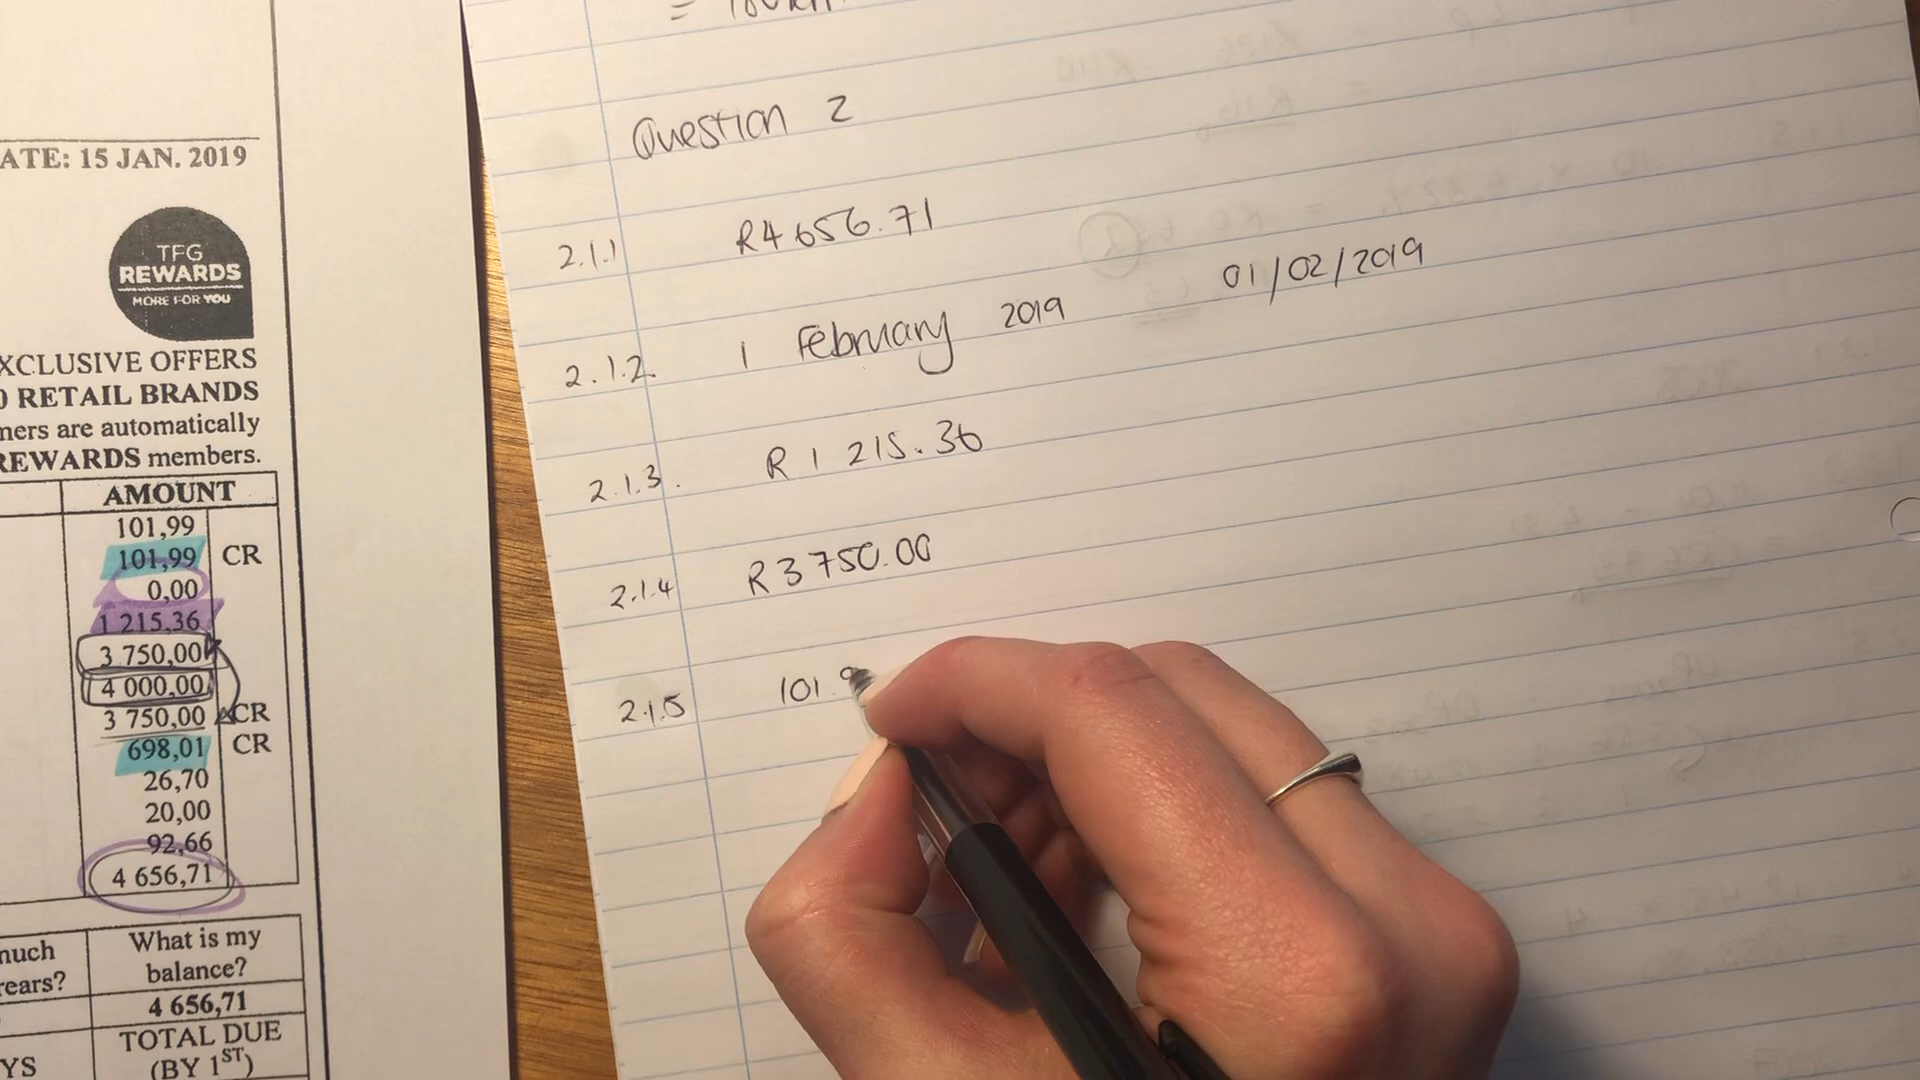 ATE: 15 JAN. 2019
TFG
REWARDS
MORE FOR YOU
XCLUSIVE OFFERS
RETAIL BRANDS
mers are automatically
REWARDS members.
AMOUNT
101,99
101,99 CR
0,00
1 215,36
3 750,00
4 000,00
3 750,00 CR
698,01 CR
26,70
20,00
92,66
4 656,71
much
rears?
What is my
balance?
4 656,71
YS
TOTAL DUE
(BY 1ST)
Question 2
2.1.1 R4 656.71
2.1.2. 1 February 2019 01/02/2019
2.1.3. R 1 215.36
2.1.4 R3 750.00
2.1.5 101.9